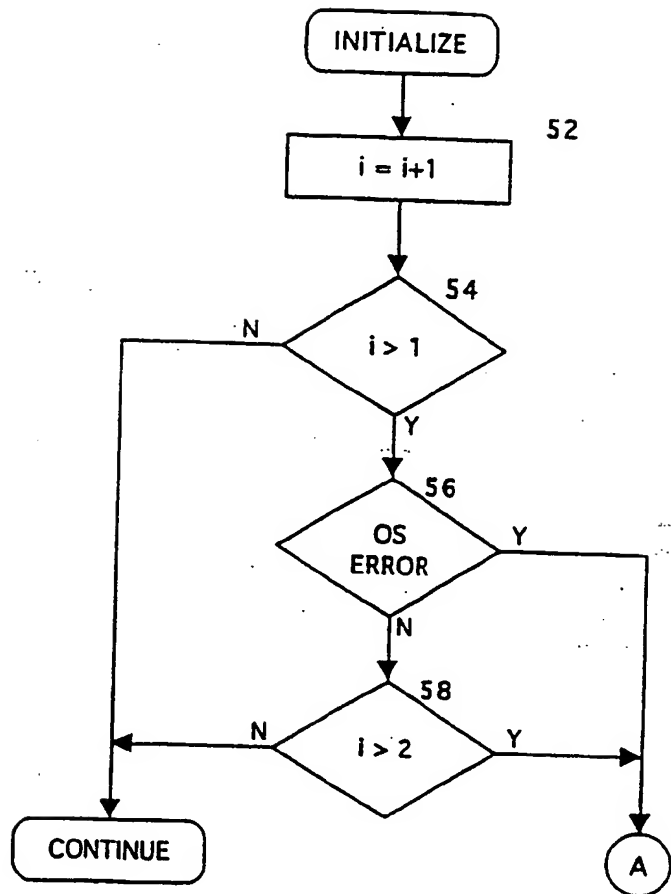 INITIALIZE
52
i = i+1
54
N
i > 1
Y
56
OS
ERROR
Y
N
58
N
i > 2
Y
CONTINUE
A